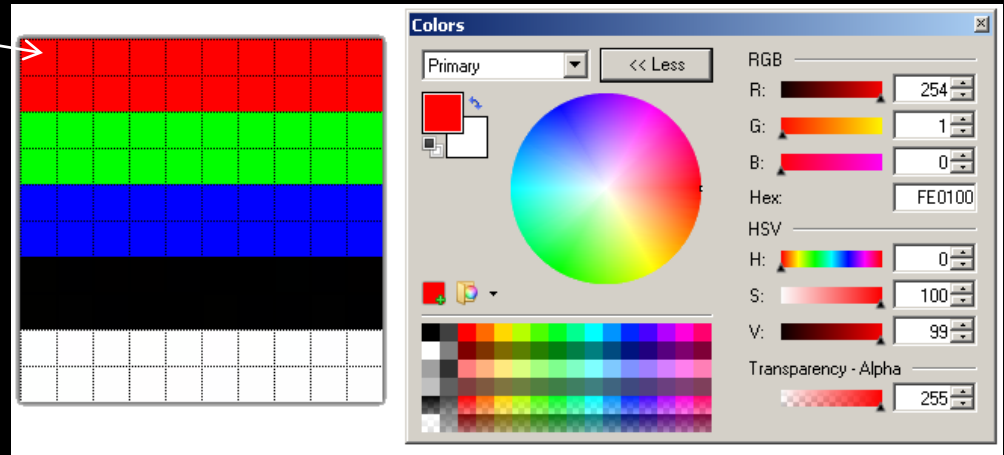 Colors
Primary
<< Less
RGB
R: 254
G: 1
B: 0
Hex: FE0100
HSV
H: 0
S: 100
V: 99
Transparency - Alpha
255